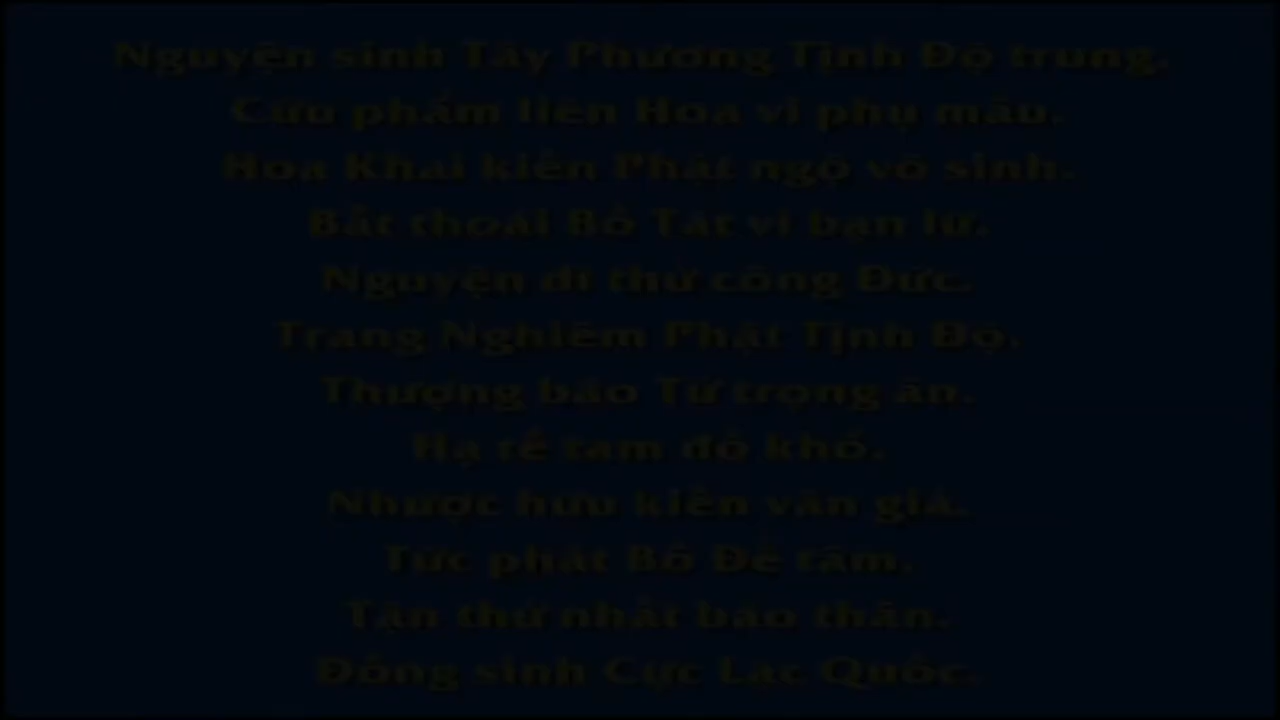 Nguyện sinh Tây Phương Tịnh Độ trung.
Cửu phẩm liên Hoa vi phụ mẫu.
Hoa Khai kiến Phật ngộ vô sinh.
Bất thoái Bồ Tát vi bạn lữ.
Nguyện dĩ thử công Đức.
Trang Nghiêm Phật Tịnh Độ.
Thượng báo Tứ trọng ân.
Hạ tế tam đồ khổ.
Nhược hữu kiến văn giả.
Tức phát Bồ Đề tâm.
Tận thử nhất báo thân.
Đồng sinh Cực Lạc Quốc.